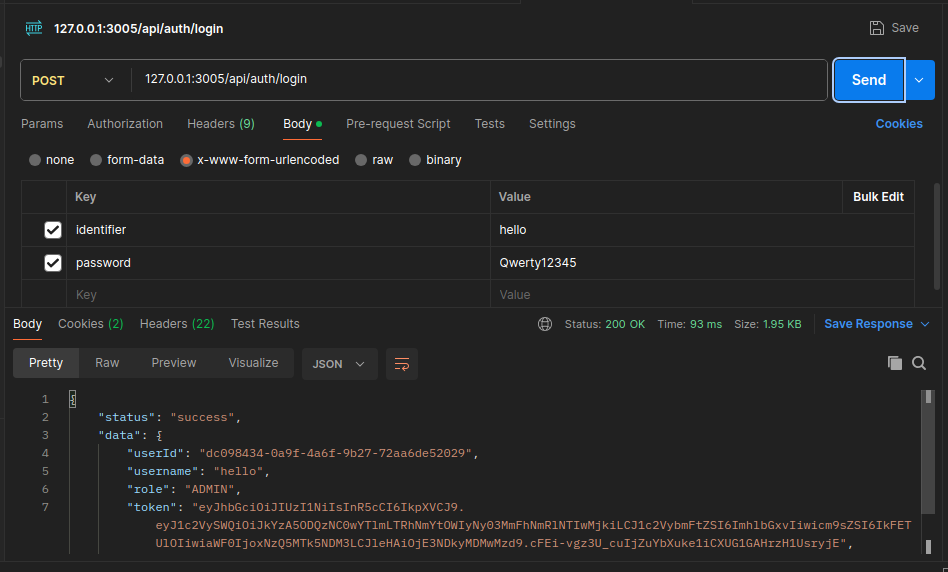 HTTP 127.0.0.1:3005/api/auth/login Save
POST 127.0.0.1:3005/api/auth/login Send
Params Authorization Headers (9) Body Pre-request Script Tests Settings Cookies
none form-data x-www-form-urlencoded raw binary
Key Value Bulk Edit
identifier hello
password Qwerty12345
Key Value
Body Cookies (2) Headers (22) Test Results Status: 200 OK Time: 93 ms Size: 1.95 KB Save Response
Pretty Raw Preview Visualize JSON
1 {
2 "status": "success",
3 "data": {
4 "userId": "dc098434-0a9f-4a6f-9b27-72aa6de52029",
5 "username": "hello",
6 "role": "ADMIN",
7 "token": "eyJhbGciOiJIUzI1NiIsInR5cCI6IkpXVCJ9.
eyJ1c2VySWQiOiJkYzA5ODQzNC0wYTlmLTRhNmYtOWIyNy03MmFhNmRlNTIwMjkiLCJ1c2VybmFtZSI6ImhlbGxvIiwicm9sZSI6IkFET
UlOIiwiaWF0IjoxNzQ5MTk5NDM3LCJleHAiOjE3NDkyMDMwMzd9.cFEi-vgz3U_cuIjZuYbXuke1iCXUG1GAHrzH1UsryjE",